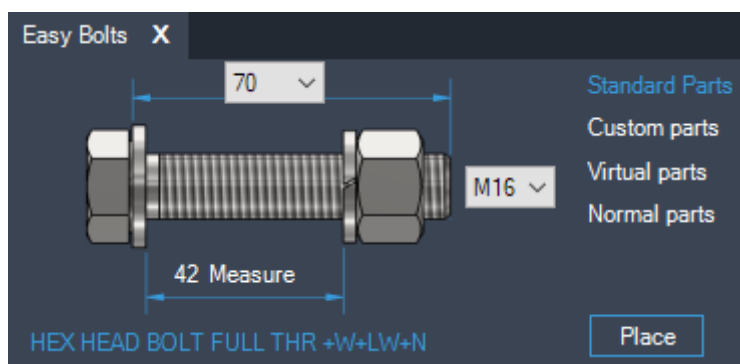 Easy Bolts X
70
Standard Parts
Custom parts
Virtual parts
M16
Normal parts
42 Measure
HEX HEAD BOLT FULL THR +W+LW+N
Place